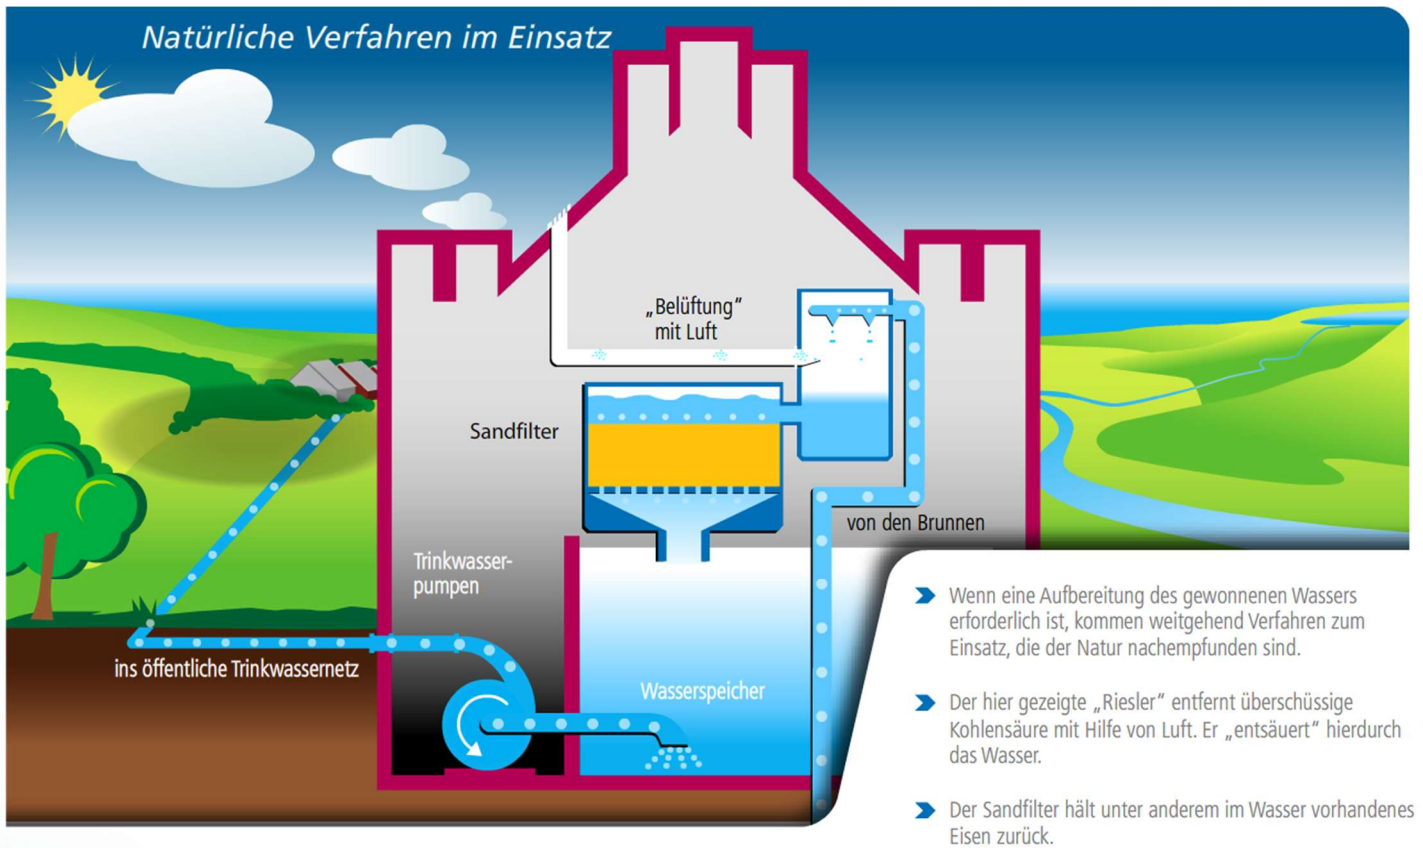 Natürliche Verfahren im Einsatz
„Belüftung“
mit Luft
Sandfilter
von den Brunnen
Trinkwasser-
pumpen
ins öffentliche Trinkwassernetz
Wasserspeicher
Wenn eine Aufbereitung des gewonnenen Wassers
erforderlich ist, kommen weitgehend Verfahren zum
Einsatz, die der Natur nachempfunden sind.
Der hier gezeigte „Riesler“ entfernt überschüssige
Kohlensäure mit Hilfe von Luft. Er „entsäuert“ hierdurch
das Wasser.
Der Sandfilter hält unter anderem im Wasser vorhandenes
Eisen zurück.